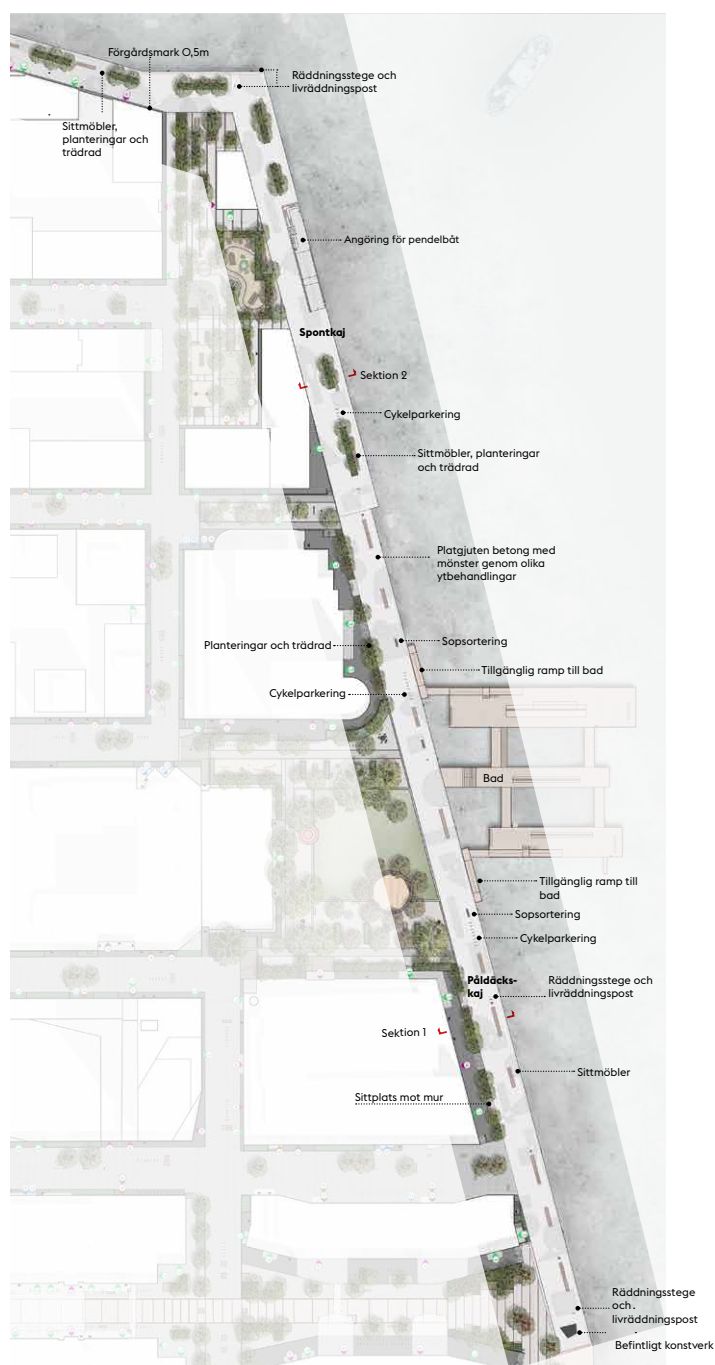 Förgårdsmark 0,5m
Räddningsstege och
livräddningspost
Sittmöbler,
planteringar och
trädrad
Angöring för pendelbåt
Spontkaj
Sektion 2
Cykelparkering
Sittmöbler, planteringar
och trädrad
Platgjuten betong med
mönster genom olika
ytbehandlingar
Planteringar och trädrad
Sopsortering
Tillgänglig ramp till bad
Cykelparkering
Bad
Tillgänglig ramp till
bad
Sopsortering
Cykelparkering
Påldäcks-
kaj
Räddningsstege och
livräddningspost
Sektion 1
Sittmöbler
Sittplats mot mur
Räddningsstege
och
livräddningspost
Befintligt konstverk